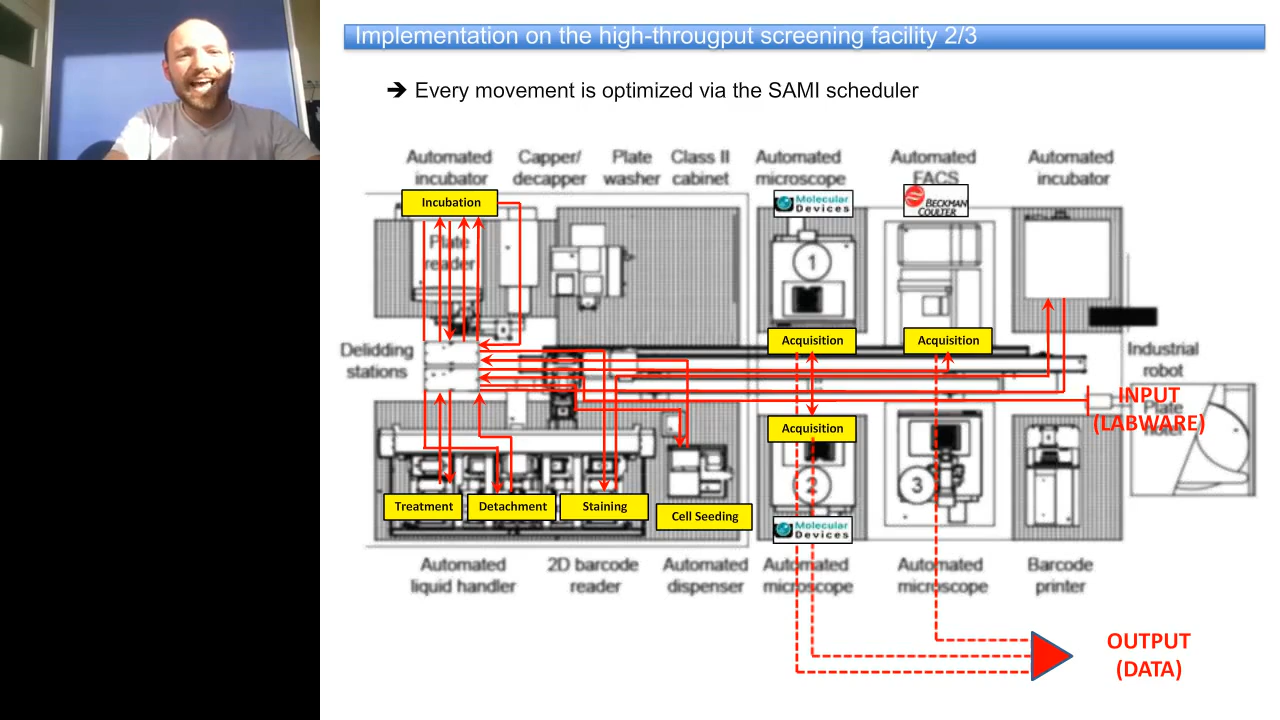 Implementation on the high-througput screening facility 2/3
➔ Every movement is optimized via the SAMI scheduler
Automated
incubator
Capper/
decapper
Plate
washer
Class II
cabinet
Automated
microscope
Automated
FACS
Automated
incubator
Incubation
Molecular
Devices
BECKMAN
COULTER
Plate
reader
1
Acquisition
Acquisition
Delidding
stations
Industrial
robot
INPUT
(LABWARE)
Plate
Acquisition
2
3
Treatment
Detachment
Staining
Cell Seeding
Molecular
Devices
Automated
liquid handler
2D barcode
reader
Automated
dispenser
Automated
microscope
Automated
microscope
Barcode
printer
OUTPUT
(DATA)